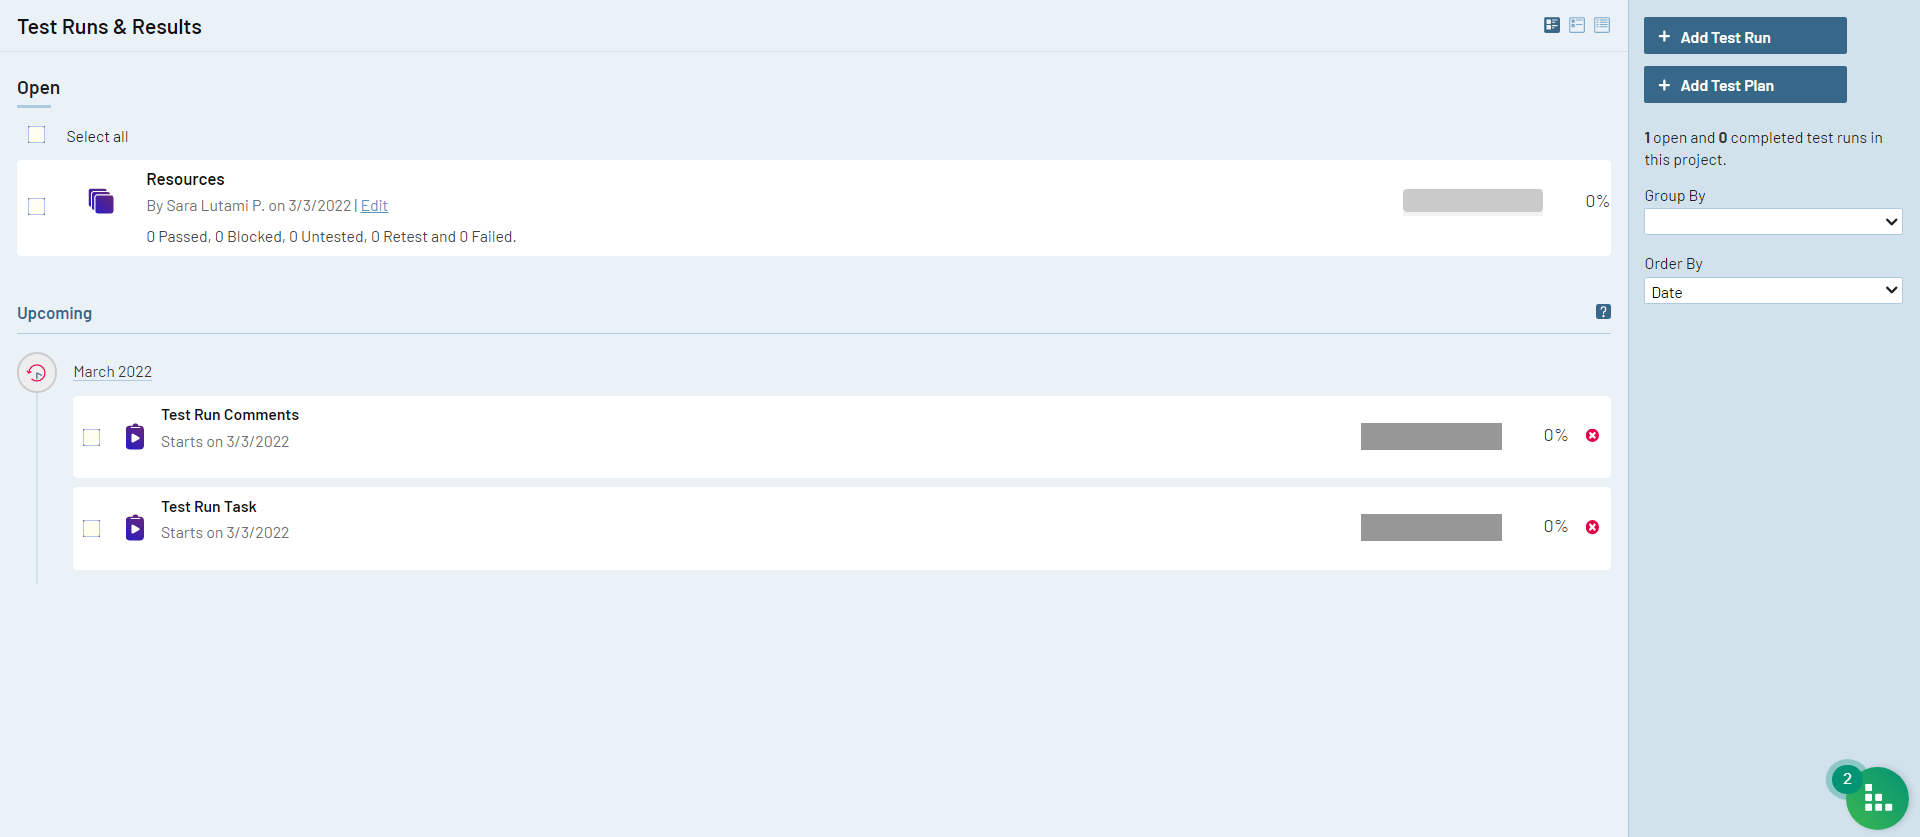 Test Runs & Results
Open
Select all
Resources
By Sara Lutami P. on 3/3/2022 | Edit
0 Passed, 0 Blocked, 0 Untested, 0 Retest and 0 Failed.
0%
Upcoming
?
March 2022
Test Run Comments
Starts on 3/3/2022
0%
Test Run Task
Starts on 3/3/2022
0%
+ Add Test Run
+ Add Test Plan
1 open and 0 completed test runs in
this project.
Group By
Order By
Date
2